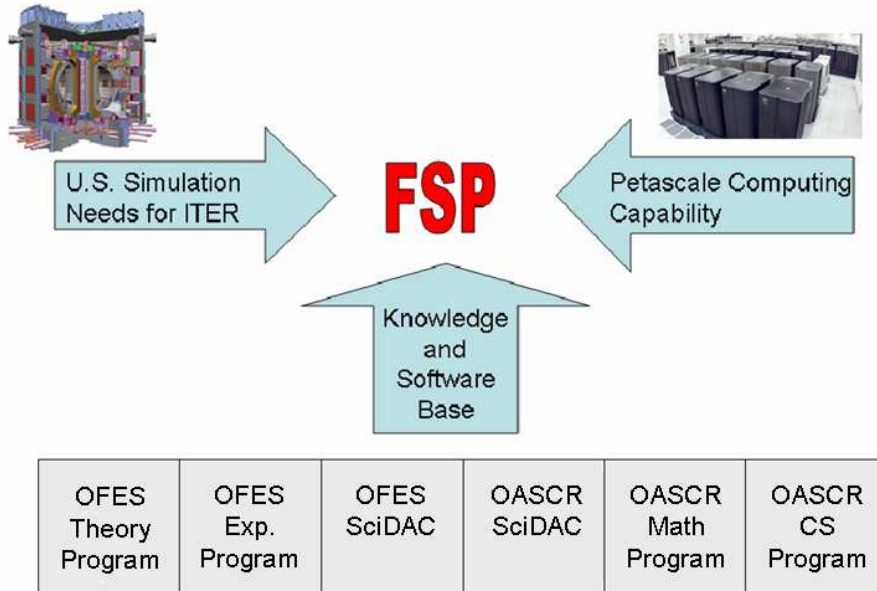 U.S. Simulation
Needs for ITER
FSP
Petascale Computing
Capability
Knowledge
and
Software
Base
OFES
Theory
Program
OFES
Exp.
Program
OFES
SciDAC
OASCR
SciDAC
OASCR
Math
Program
OASCR
CS
Program